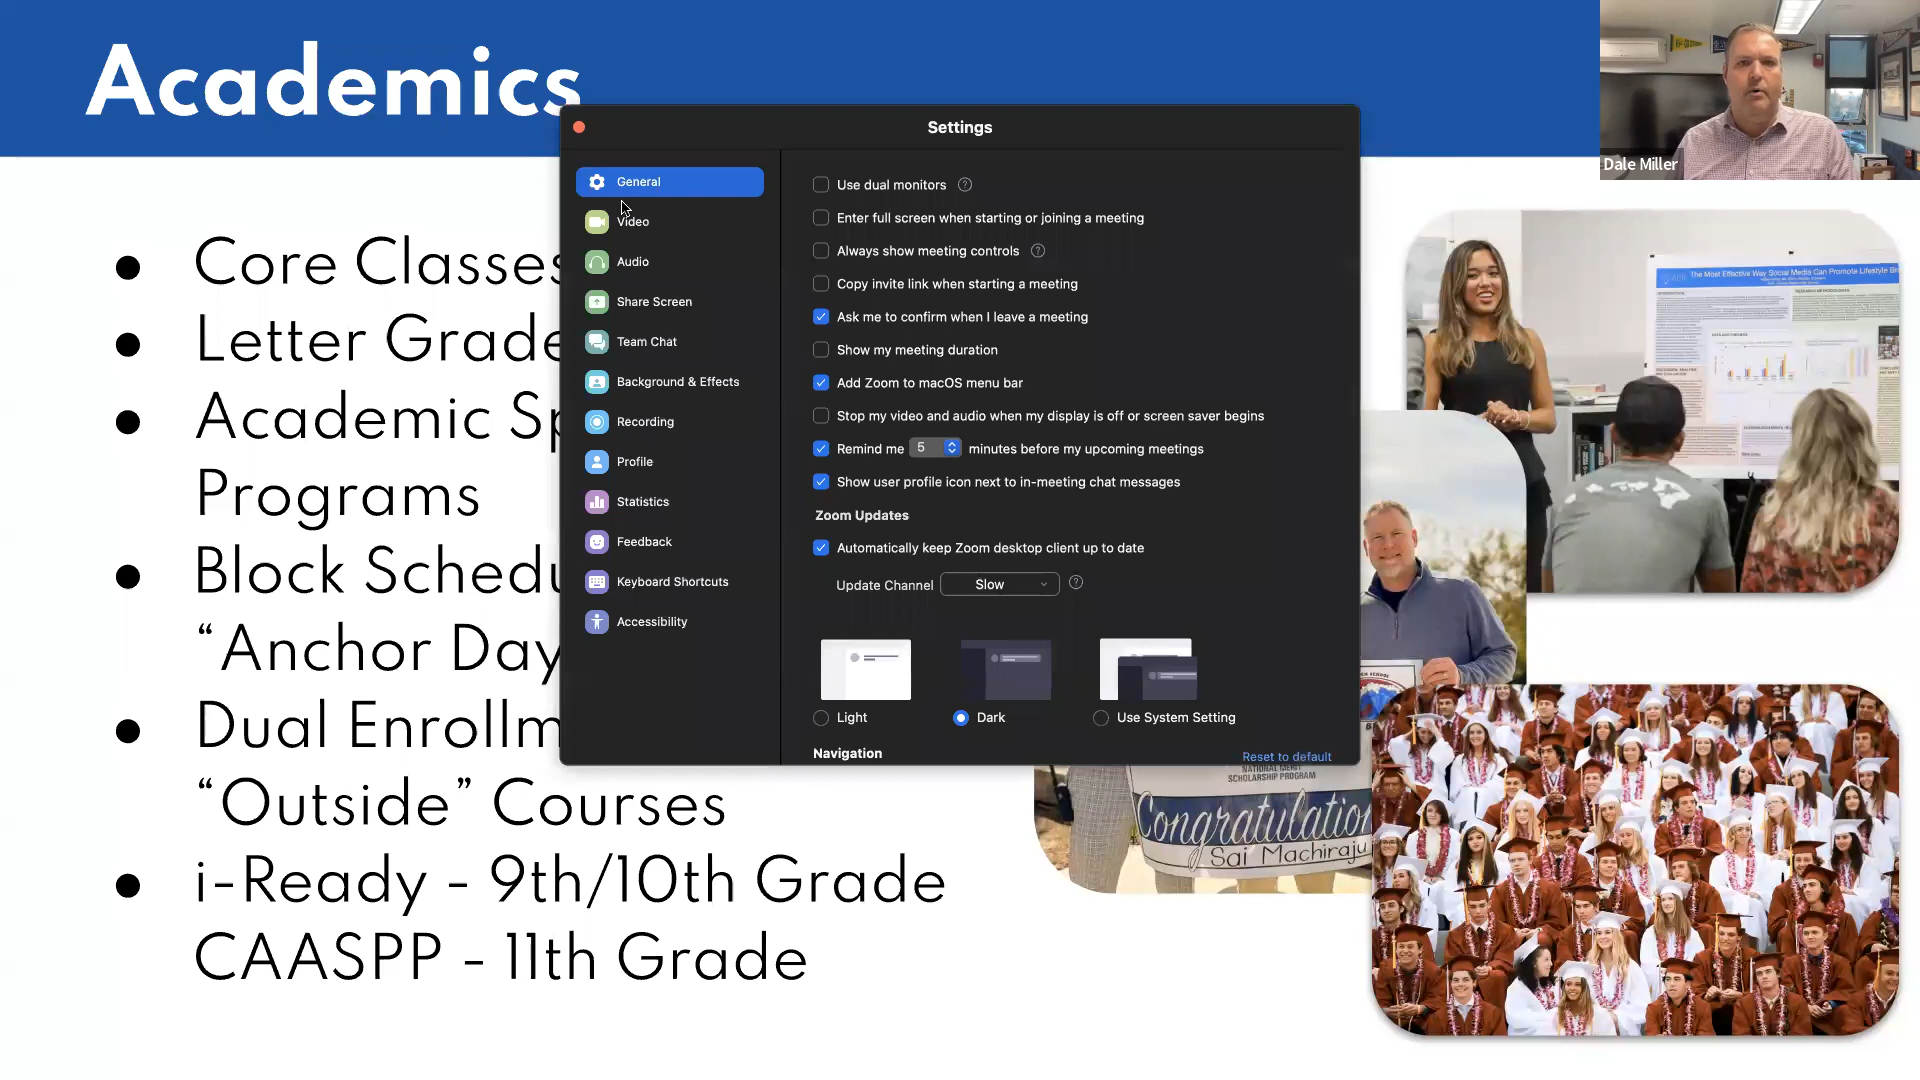 Academics
Dale Miller
Core Classes
Letter Grade
Academic Sp
Programs
Block Schedu
“Anchor Day
Dual Enrollm
“Outside” Courses
i-Ready - 9th/10th Grade
CAASPP - 11th Grade
Settings
General
Video
Audio
Share Screen
Team Chat
Background & Effects
Recording
Profile
Statistics
Feedback
Keyboard Shortcuts
Accessibility
Use dual monitors ?
Enter full screen when starting or joining a meeting
Always show meeting controls ?
Copy invite link when starting a meeting
Ask me to confirm when I leave a meeting
Show my meeting duration
Add Zoom to macOS menu bar
Stop my video and audio when my display is off or screen saver begins
Remind me 5 minutes before my upcoming meetings
Show user profile icon next to in-meeting chat messages
Zoom Updates
Automatically keep Zoom desktop client up to date
Update Channel Slow ?
Light
Dark
Use System Setting
Navigation
Reset to default
The Most Effective Way Social Media Can Promote Lifestyle
NATIONAL MERIT
SCHOLARSHIP PROGRAM
Congratulation
Sai Machiraju